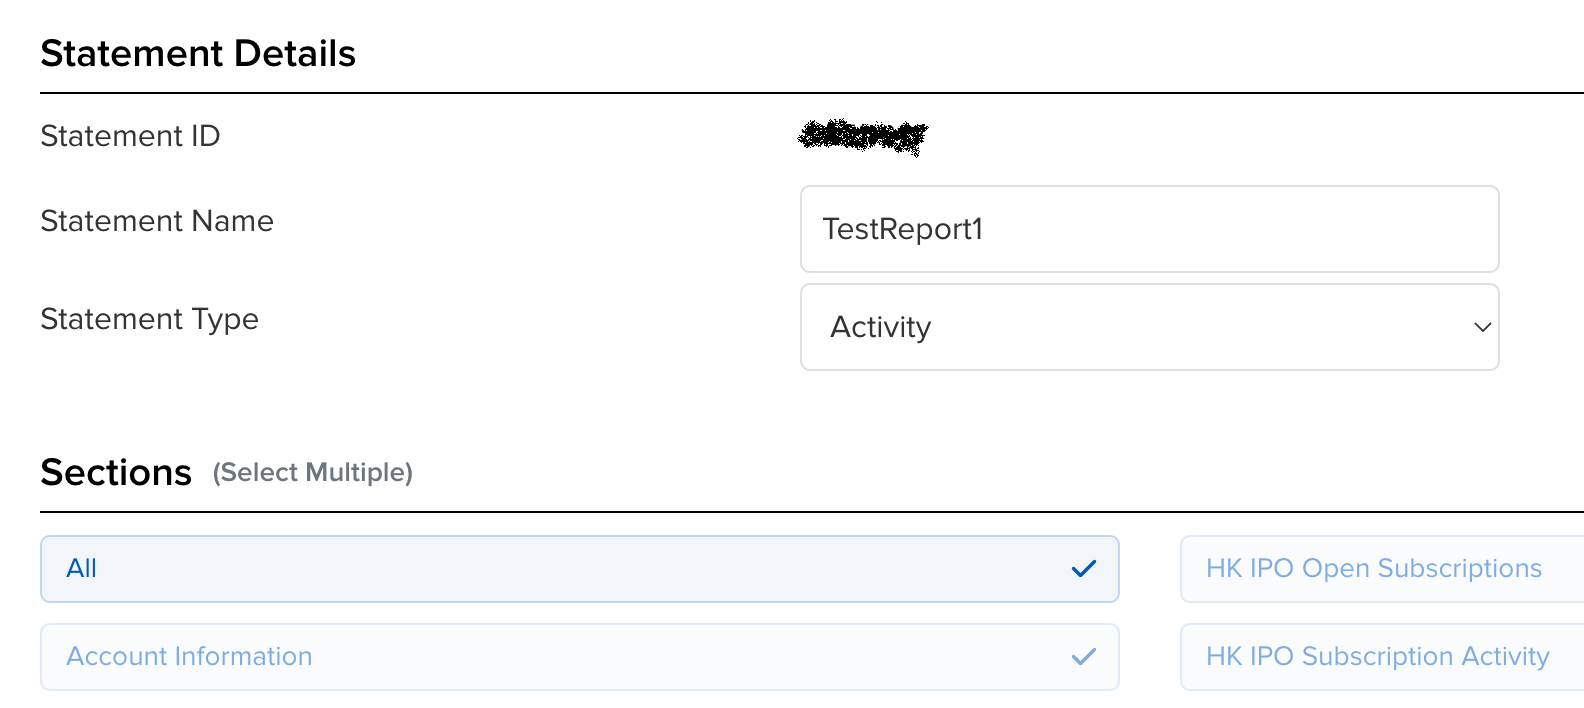 Statement Details
Statement ID
Statement Name
TestReport1
Statement Type
Activity
Sections (Select Multiple)
All
HK IPO Open Subscriptions
Account Information
HK IPO Subscription Activity